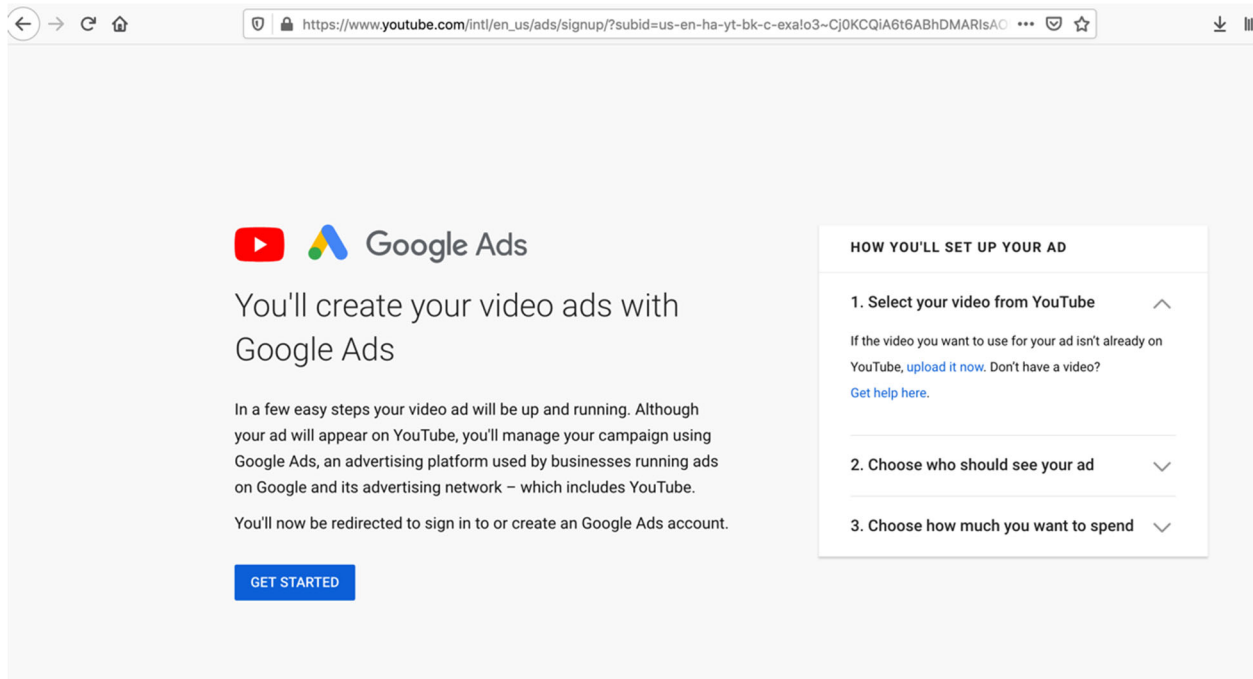 https://www.youtube.com/intl/en_us/ads/signup/?subid=us-en-ha-yt-bk-c-exa!o3~Cj0KCQiA6t6ABhDMARIsAO
Google Ads
You'll create your video ads with
Google Ads
In a few easy steps your video ad will be up and running. Although
your ad will appear on YouTube, you'll manage your campaign using
Google Ads, an advertising platform used by businesses running ads
on Google and its advertising network – which includes YouTube.
You'll now be redirected to sign in to or create an Google Ads account.
GET STARTED
HOW YOU'LL SET UP YOUR AD
1. Select your video from YouTube
If the video you want to use for your ad isn't already on
YouTube, upload it now. Don't have a video?
Get help here.
2. Choose who should see your ad
3. Choose how much you want to spend